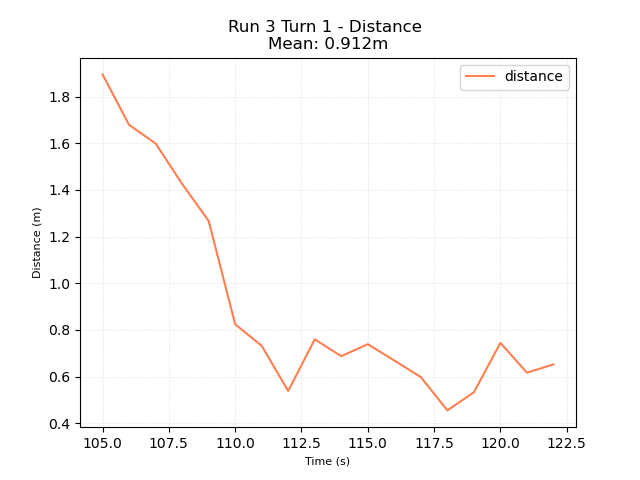 Run 3 Turn 1 - Distance
Mean: 0.912m
distance
Distance (m)
1.8
1.6
1.4
1.2
1.0
0.8
0.6
0.4
105.0 107.5 110.0 112.5 115.0 117.5 120.0 122.5
Time (s)